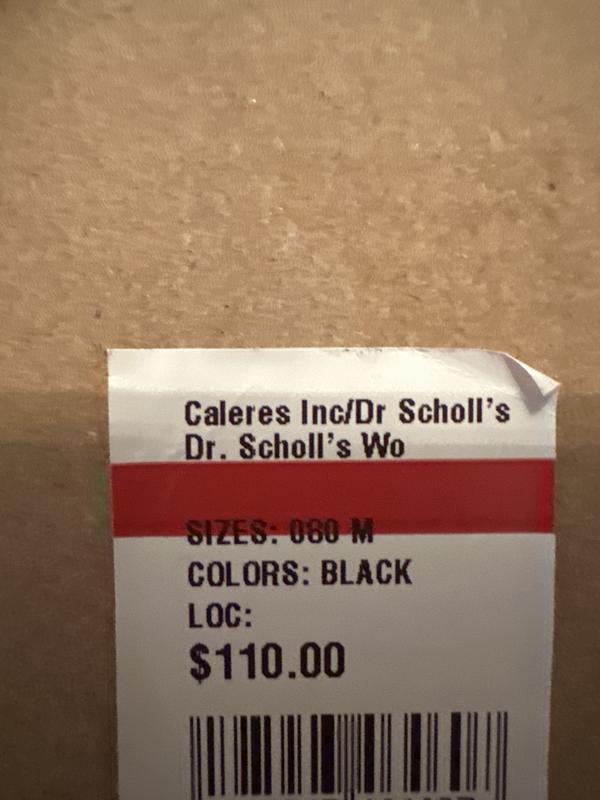 Caleres Inc/Dr Scholl's
Dr. Scholl's Wo
SIZES: 080 M
COLORS: BLACK
LOC:
$110.00